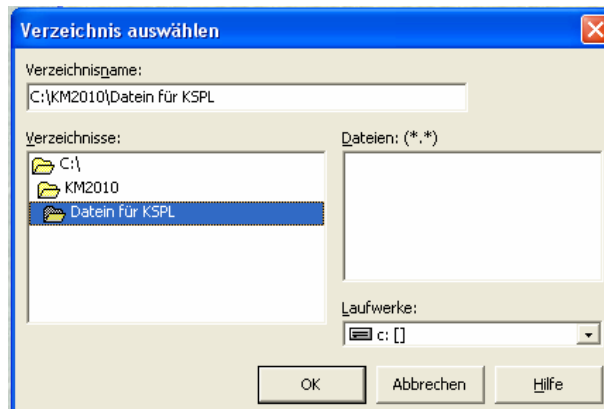 Verzeichnis auswählen
Verzeichnisname:
C:\KM2010\Datein für KSPL
Verzeichnisse:
Dateien: (*.*)
C:\
KM2010
Datein für KSPL
Laufwerke:
c: []
OK
Abbrechen
Hilfe